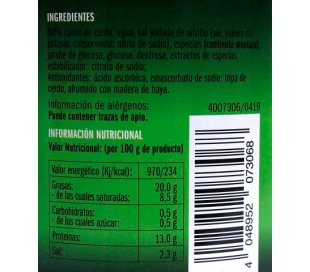 INGREDIENTES
80% carne de cerdo, agua, sal yodada de nitrito (sal, yoduro de
potasio, conservante: nitrito de sodio), especias (contiene mostaza),
jarabe de glucosa, glucosa, dextrosa, extractos de especias,
estabilizador: citrato de sodio;
Antioxidantes: ácido ascórbico, isoascorbato de sodio; tripa de
cerdo, ahumado con madera de haya.
Información de alérgenos:
Puede contener trazas de apio.
4007306/0419
INFORMACIÓN NUTRICIONAL
Valor Nutricional: (por 100 g de producto)
Valor energético (Kj/kcal): 970/234
Grasas: 20,0 g
- de las cuales saturadas: 8,5 g
Carbohidratos: 0,5 g
- de los cuales azúcar: 0,5 g
Proteínas: 13,0 g
Sal: 2,3 g
4 048952 073068